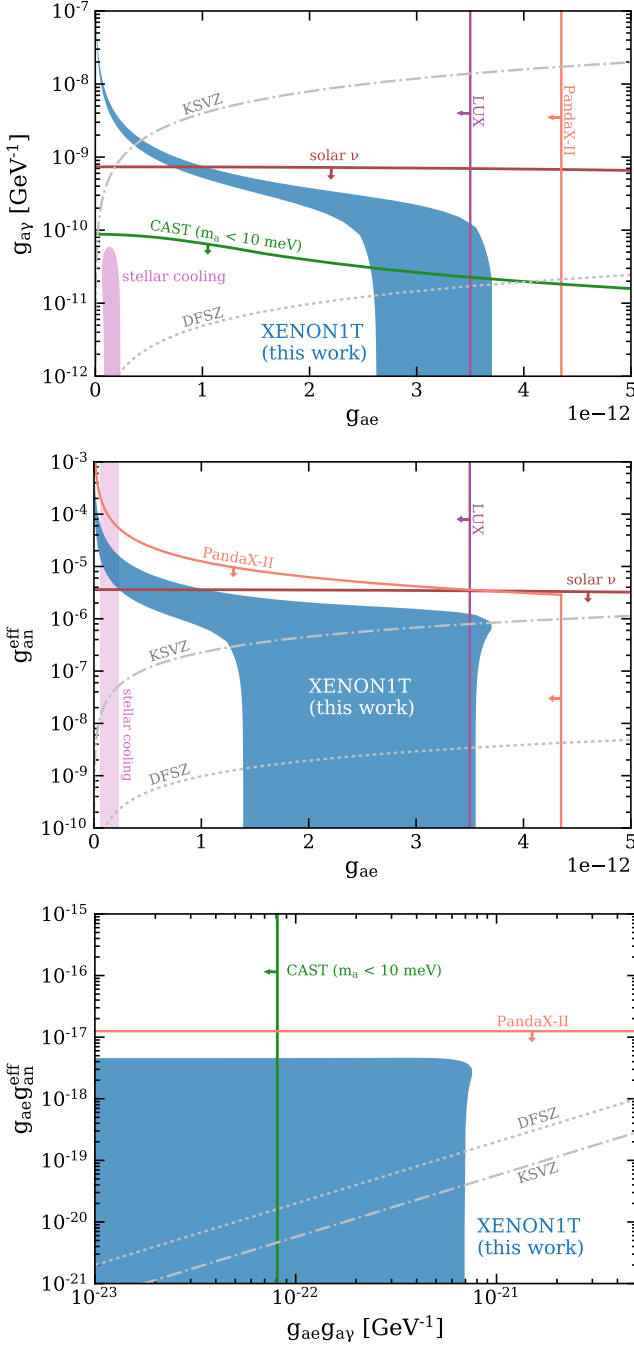 10⁻⁷
10⁻⁸
10⁻⁹
10⁻¹⁰
10⁻¹¹
10⁻¹²
g_aγ [GeV⁻¹]
KSVZ
LUX
PandaX-II
solar ν
CAST (mₐ < 10 meV)
stellar cooling
DFSZ
XENON1T
(this work)
0 1 2 3 4 5
g_ae
1e−12
10⁻³
10⁻⁴
10⁻⁵
10⁻⁶
10⁻⁷
10⁻⁸
10⁻⁹
10⁻¹⁰
g_an^eff
LUX
PandaX-II
solar ν
KSVZ
XENON1T
(this work)
stellar cooling
DFSZ
0 1 2 3 4 5
g_ae
1e−12
10⁻¹⁵
10⁻¹⁶
10⁻¹⁷
10⁻¹⁸
10⁻¹⁹
10⁻²⁰
10⁻²¹
g_ae g_an^eff
CAST (mₐ < 10 meV)
PandaX-II
DFSZ
KSVZ
XENON1T
(this work)
10⁻²³ 10⁻²² 10⁻²¹
g_ae g_aγ [GeV⁻¹]